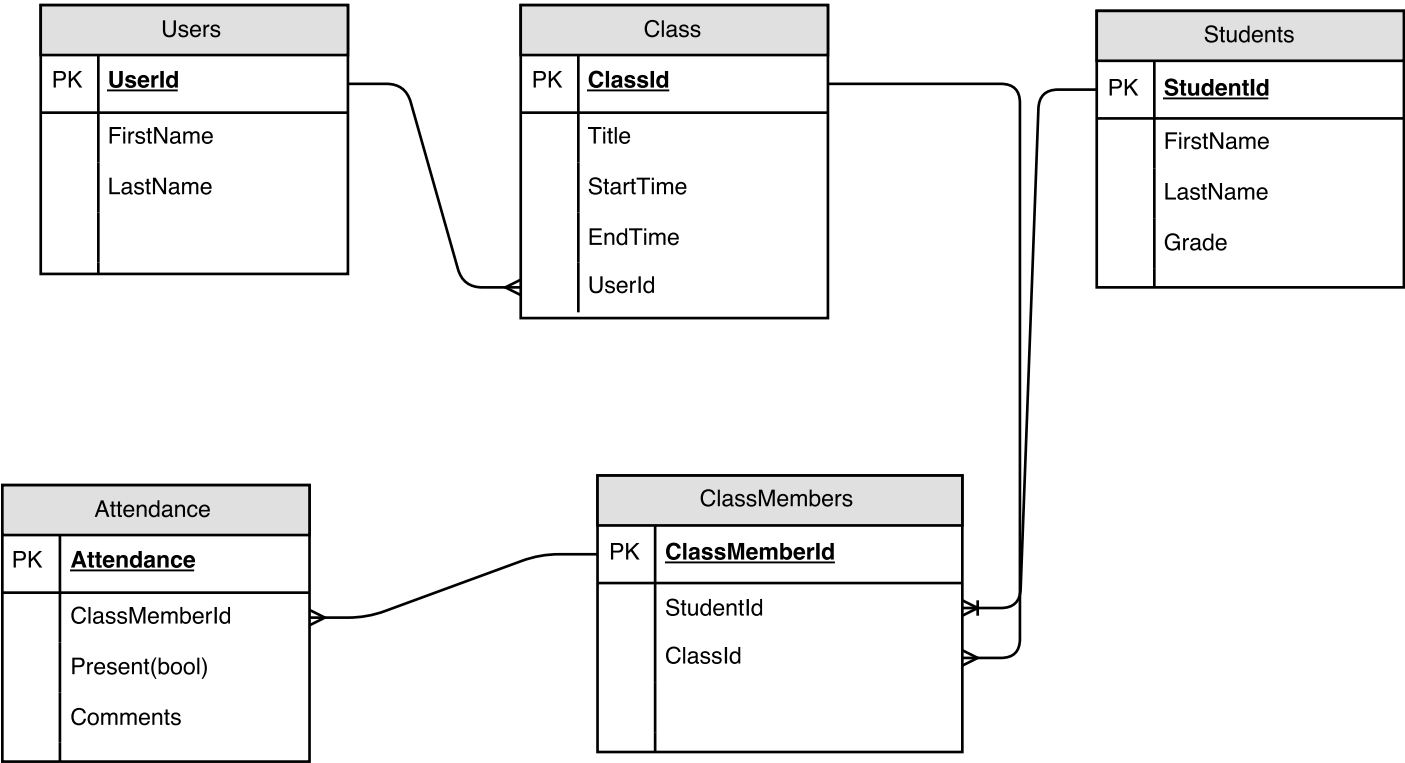 Users
PK UserId
FirstName
LastName
Class
PK ClassId
Title
StartTime
EndTime
UserId
Students
PK StudentId
FirstName
LastName
Grade
Attendance
PK Attendance
ClassMemberId
Present(bool)
Comments
ClassMembers
PK ClassMemberId
StudentId
ClassId